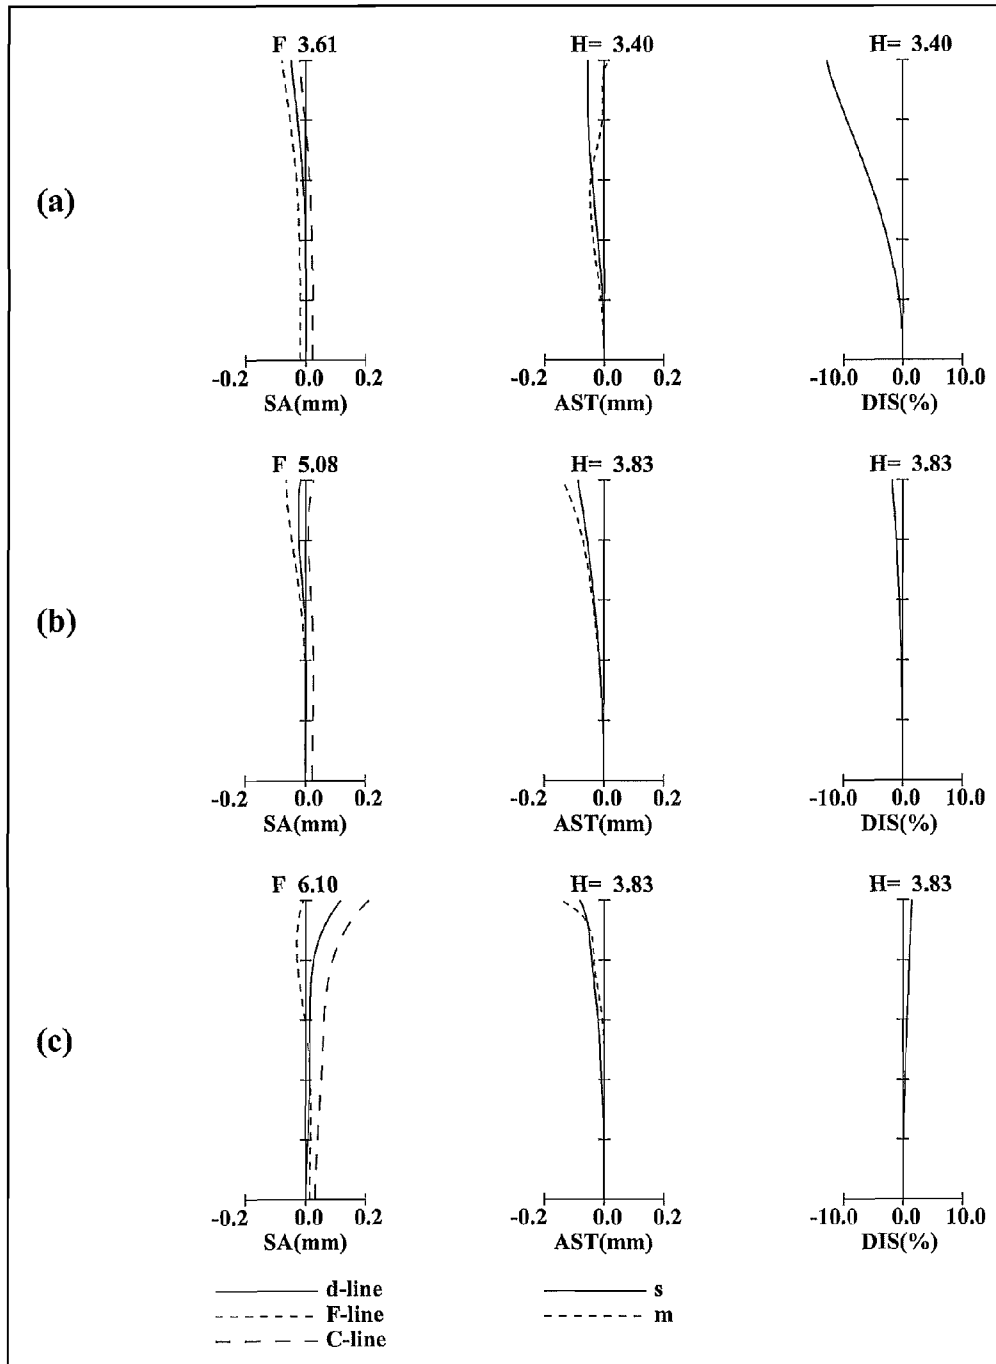 F 3.61 H= 3.40 H= 3.40
(a)
-0.2 0.0 0.2 -0.2 0.0 0.2 -10.0 0.0 10.0
SA(mm) AST(mm) DIS(%)
F 5.08 H= 3.83 H= 3.83
(b)
-0.2 0.0 0.2 -0.2 0.0 0.2 -10.0 0.0 10.0
SA(mm) AST(mm) DIS(%)
F 6.10 H= 3.83 H= 3.83
(c)
-0.2 0.0 0.2 -0.2 0.0 0.2 -10.0 0.0 10.0
SA(mm) AST(mm) DIS(%)
d-line s
F-line m
C-line